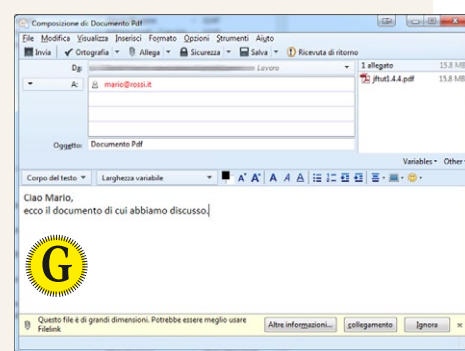 Composizione di: Documento Pdf
File Modifica Visualizza Inserisci Formato Opzioni Strumenti Aiuto
Invia Ortografia Allega Sicurezza Salva Ricevuta di ritorno
Da: Lavoro
1 allegato 15.8 MB
A: mario@rossi.it
jftut1.4.4.pdf 15.8 MB
Oggetto: Documento Pdf
Variables Other
Corpo del testo Larghezza variabile
Ciao Mario,
ecco il documento di cui abbiamo discusso.
G
Questo file è di grandi dimensioni. Potrebbe essere meglio usare
Filelink
Altre informazioni... collegamento Ignora